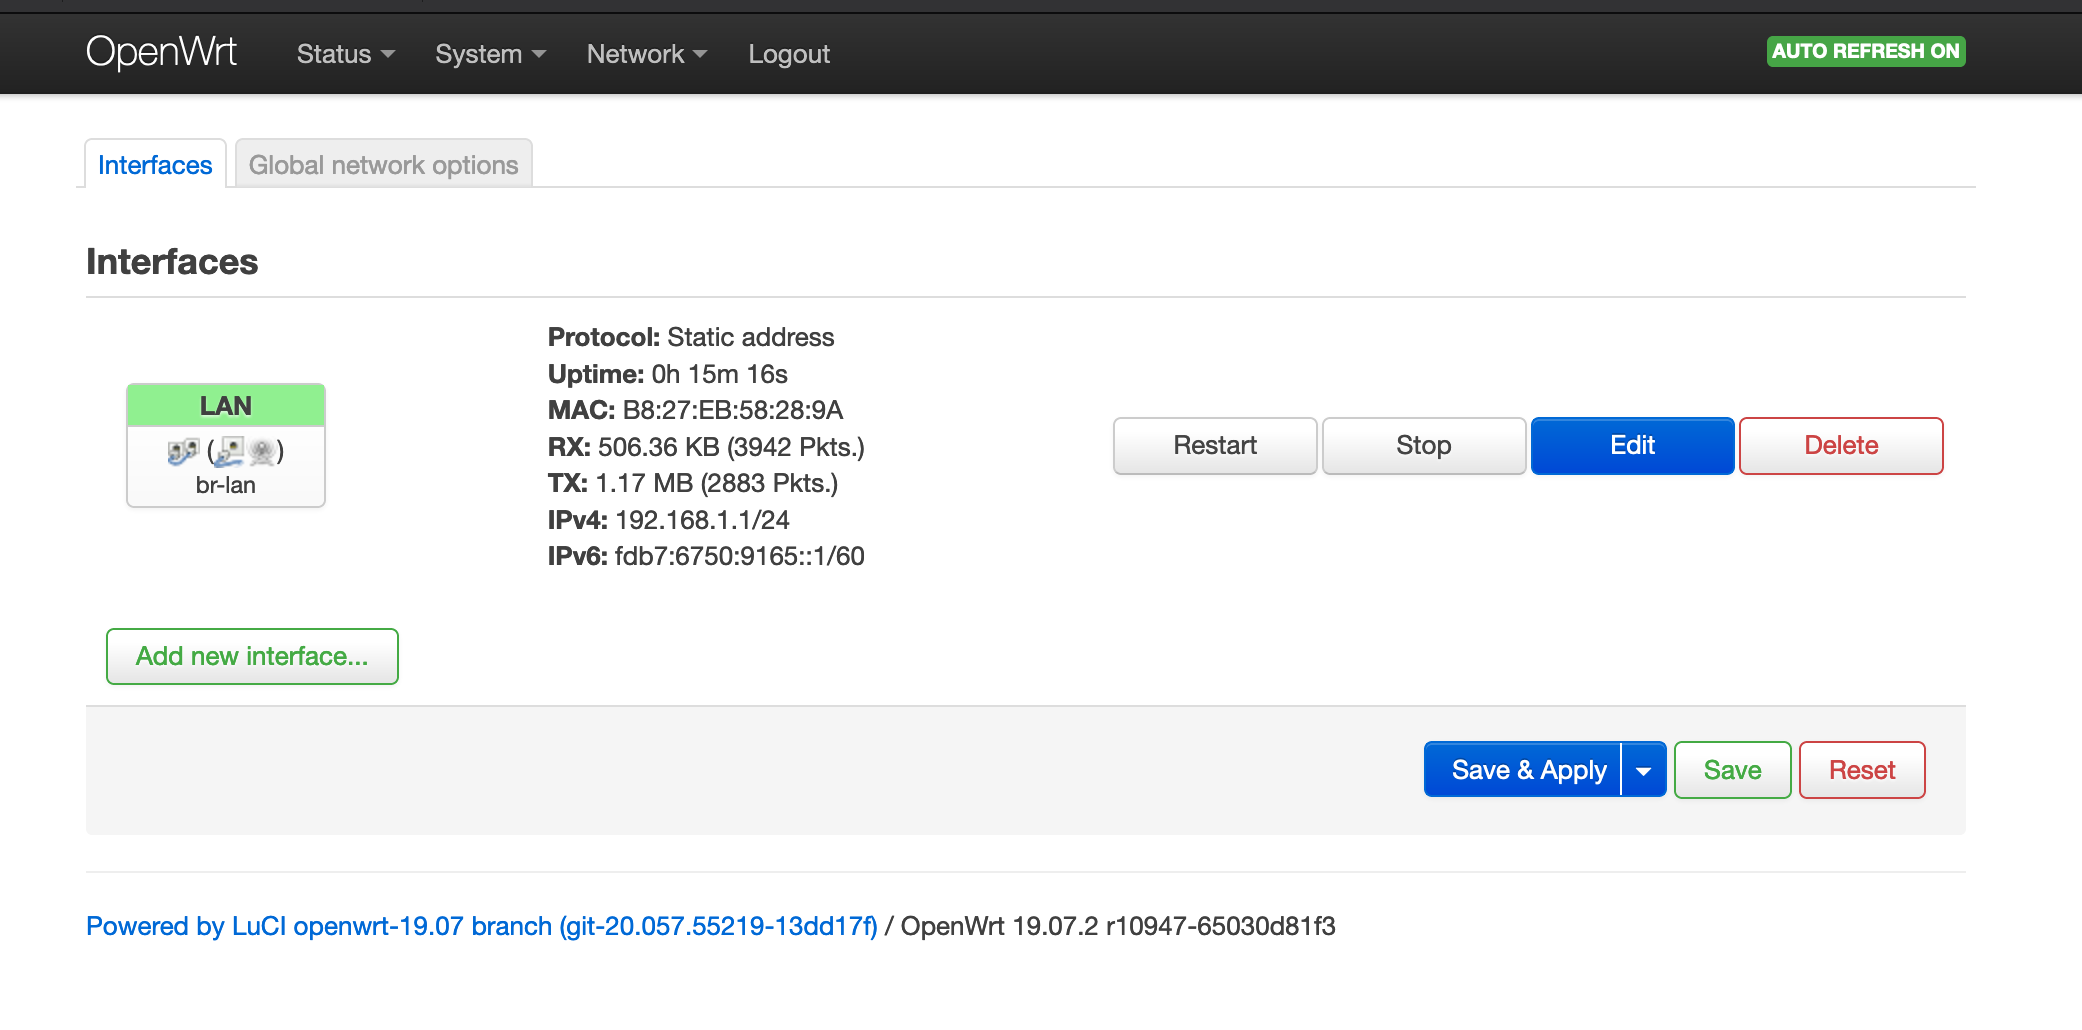 OpenWrt Status System Network Logout AUTO REFRESH ON
Interfaces Global network options
Interfaces
Protocol: Static address
Uptime: 0h 15m 16s
MAC: B8:27:EB:58:28:9A
RX: 506.36 KB (3942 Pkts.)
TX: 1.17 MB (2883 Pkts.)
IPv4: 192.168.1.1/24
IPv6: fdb7:6750:9165::1/60
LAN
( )
br-lan
Restart Stop Edit Delete
Add new interface...
Save & Apply Save Reset
Powered by LuCI openwrt-19.07 branch (git-20.057.55219-13dd17f) / OpenWrt 19.07.2 r10947-65030d81f3